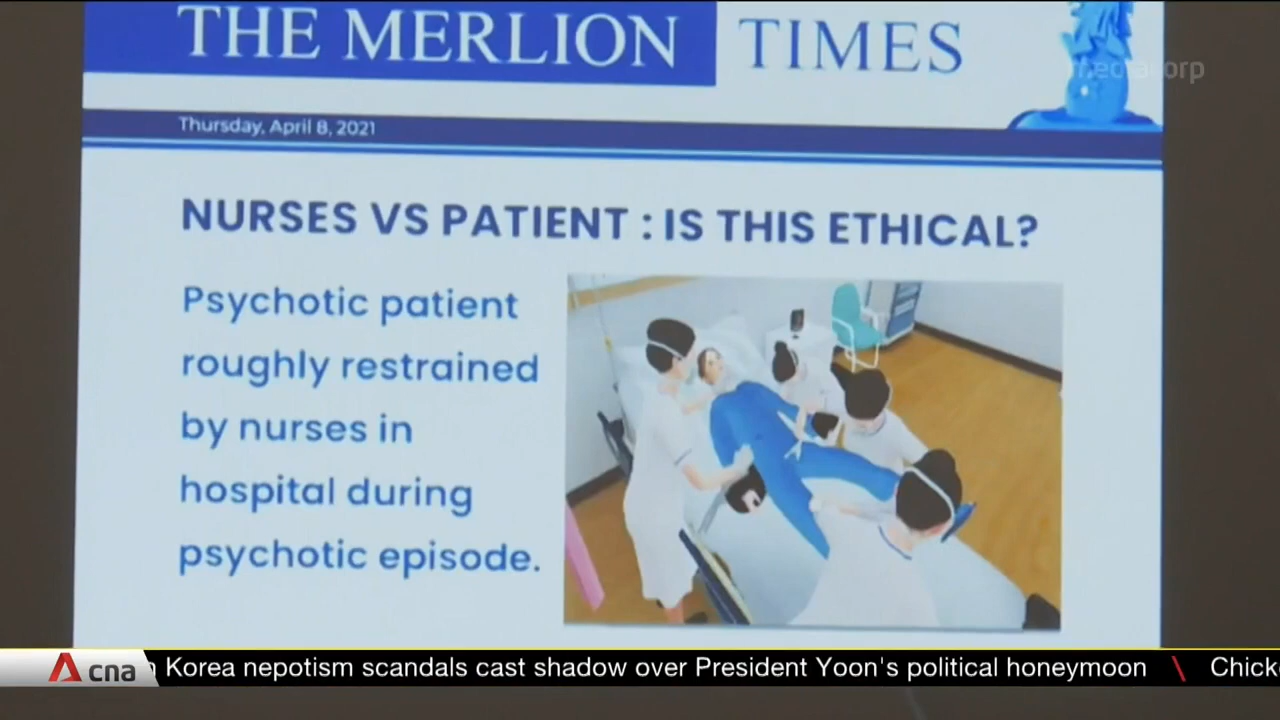 THE MERLION TIMES
mediacorp
Thursday, April 8, 2021
NURSES VS PATIENT : IS THIS ETHICAL?
Psychotic patient
roughly restrained
by nurses in
hospital during
psychotic episode.
cna
Korea nepotism scandals cast shadow over President Yoon's political honeymoon \